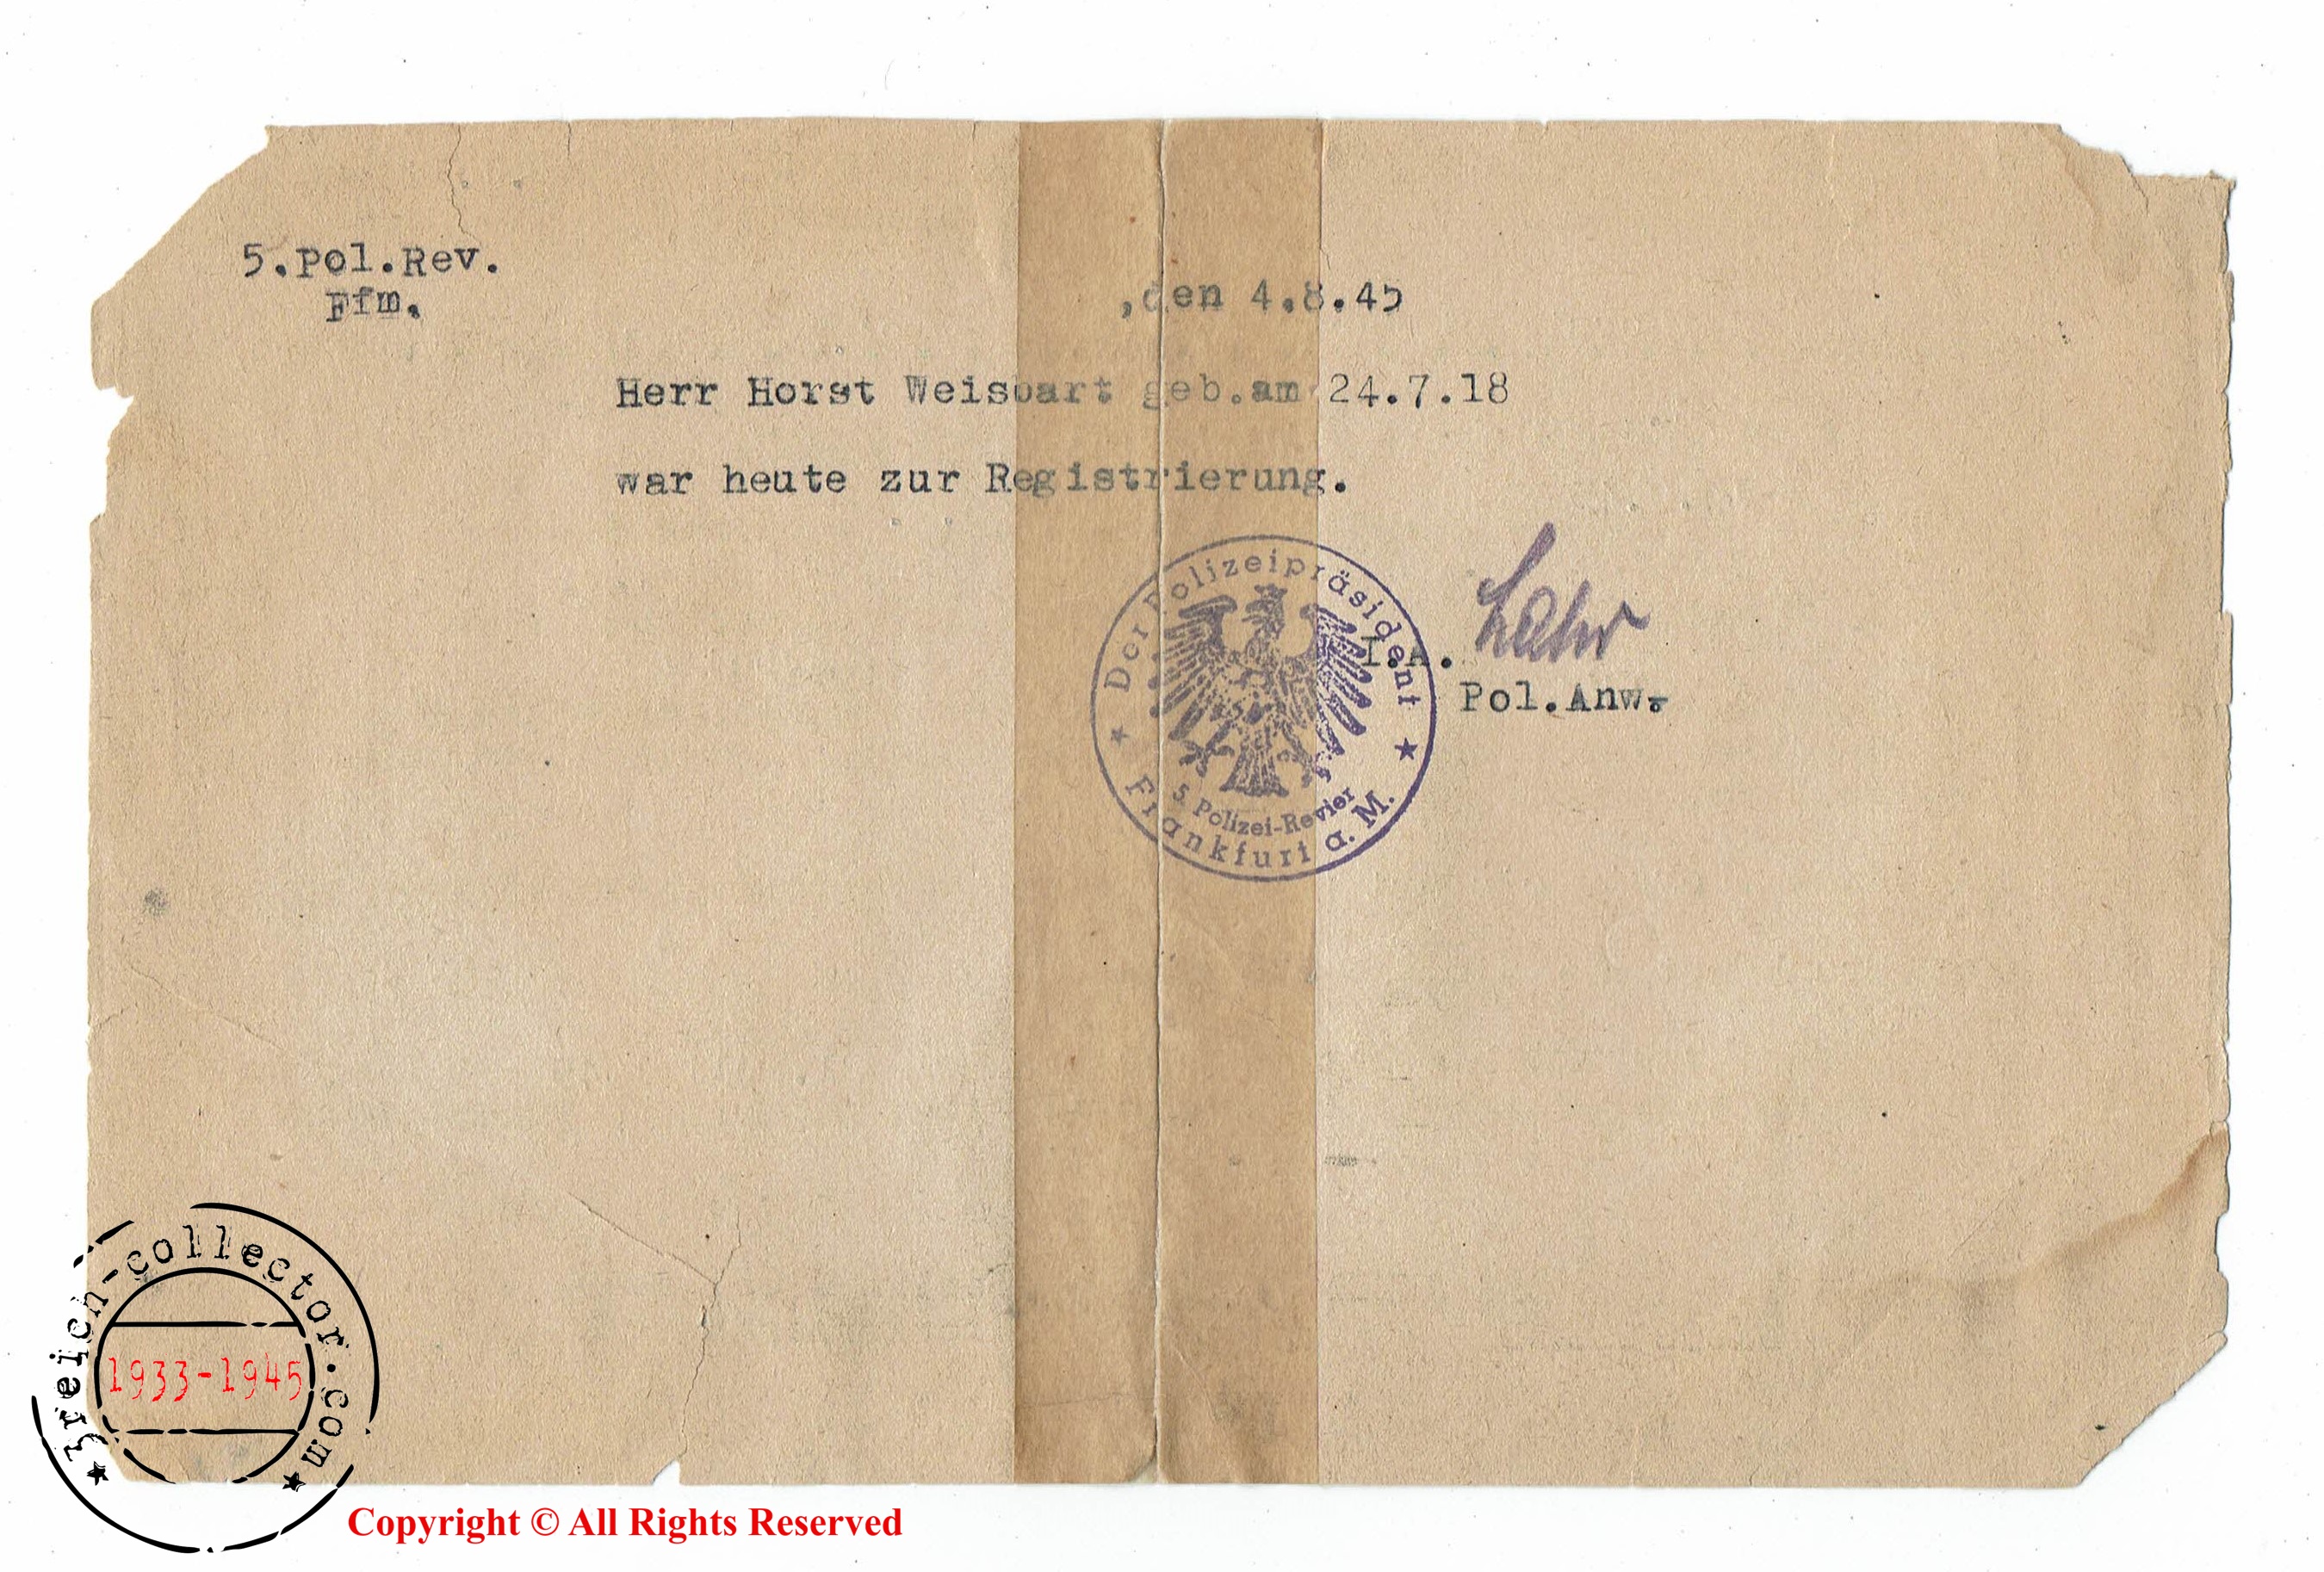 5.Pol.Rev.
Ffm.
,den 4.8.45
Herr Horst Weisbart geb.am 24.7.18
war heute zur Registrierung.
Der Polizeipräsident
5. Polizei-Revier
★ Frankfurt a. M. ★
I.A.
Pol.Anw.
★ 3reich-collector.com ★
1933-1945
Copyright © All Rights Reserved